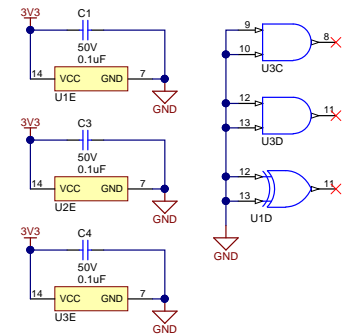 3V3
C1
50V
0.1uF
14
VCC
GND
7
U1E
GND
3V3
C3
50V
0.1uF
14
VCC
GND
7
U2E
GND
3V3
C4
50V
0.1uF
14
VCC
GND
7
U3E
GND
9
8
10
U3C
12
11
13
U3D
12
11
13
U1D
GND